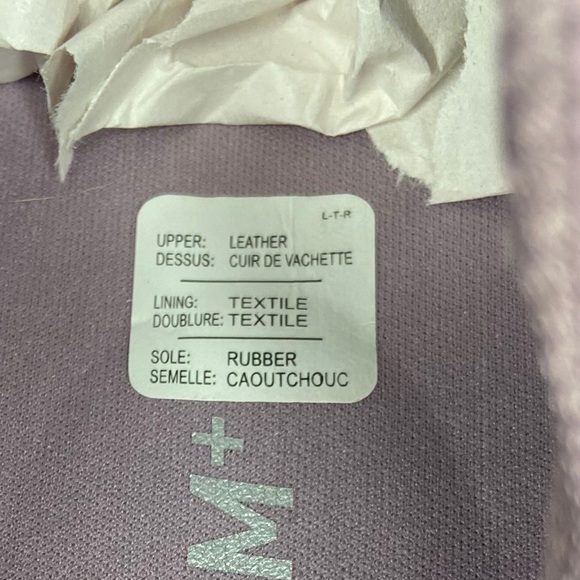 L-T-R
UPPER: LEATHER
DESSUS: CUIR DE VACHETTE
LINING: TEXTILE
DOUBLURE: TEXTILE
SOLE: RUBBER
SEMELLE: CAOUTCHOUC
M+